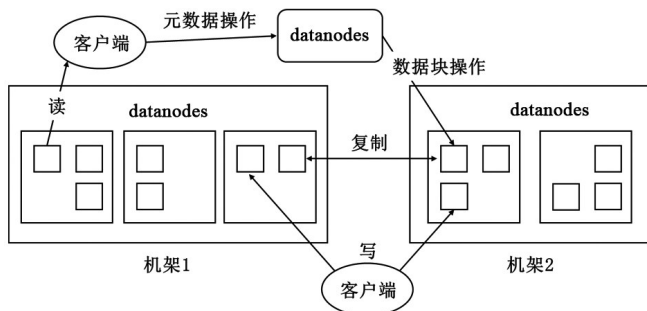 元数据操作
客户端
datanodes
数据块操作
读
datanodes
datanodes
复制
机架1
写
机架2
客户端